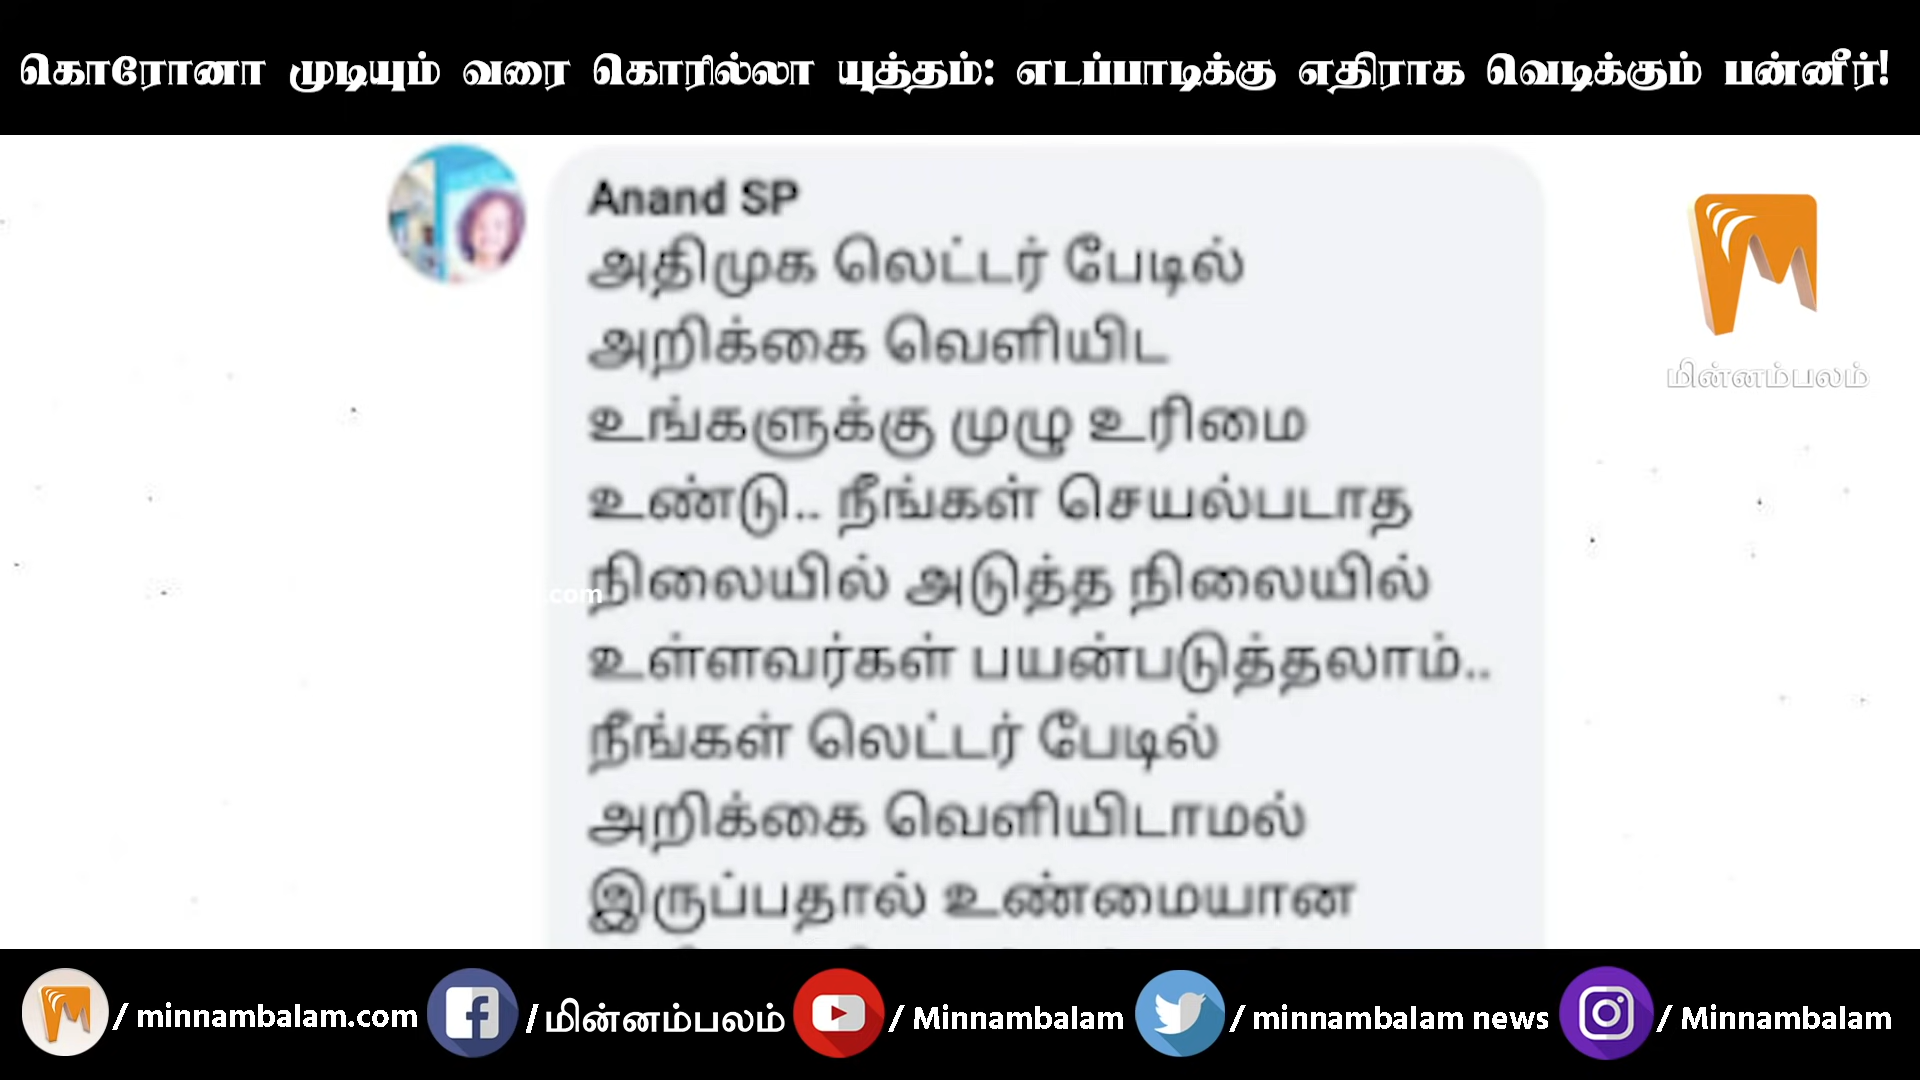 கொரோனா முடியும் வரை கொரில்லா யுத்தம்: எடப்பாடிக்கு எதிராக வெடிக்கும் பன்னீர்!
Anand SP
அதிமுக லெட்டர் பேடில்
அறிக்கை வெளியிட
உங்களுக்கு முழு உரிமை
உண்டு.. நீங்கள் செயல்படாத
நிலையில் அடுத்த நிலையில்
உள்ளவர்கள் பயன்படுத்தலாம்..
நீங்கள் லெட்டர் பேடில்
அறிக்கை வெளியிடாமல்
இருப்பதால் உண்மையான
மின்னம்பலம்
.com
/ minnambalam.com / மின்னம்பலம் / Minnambalam / minnambalam news / Minnambalam